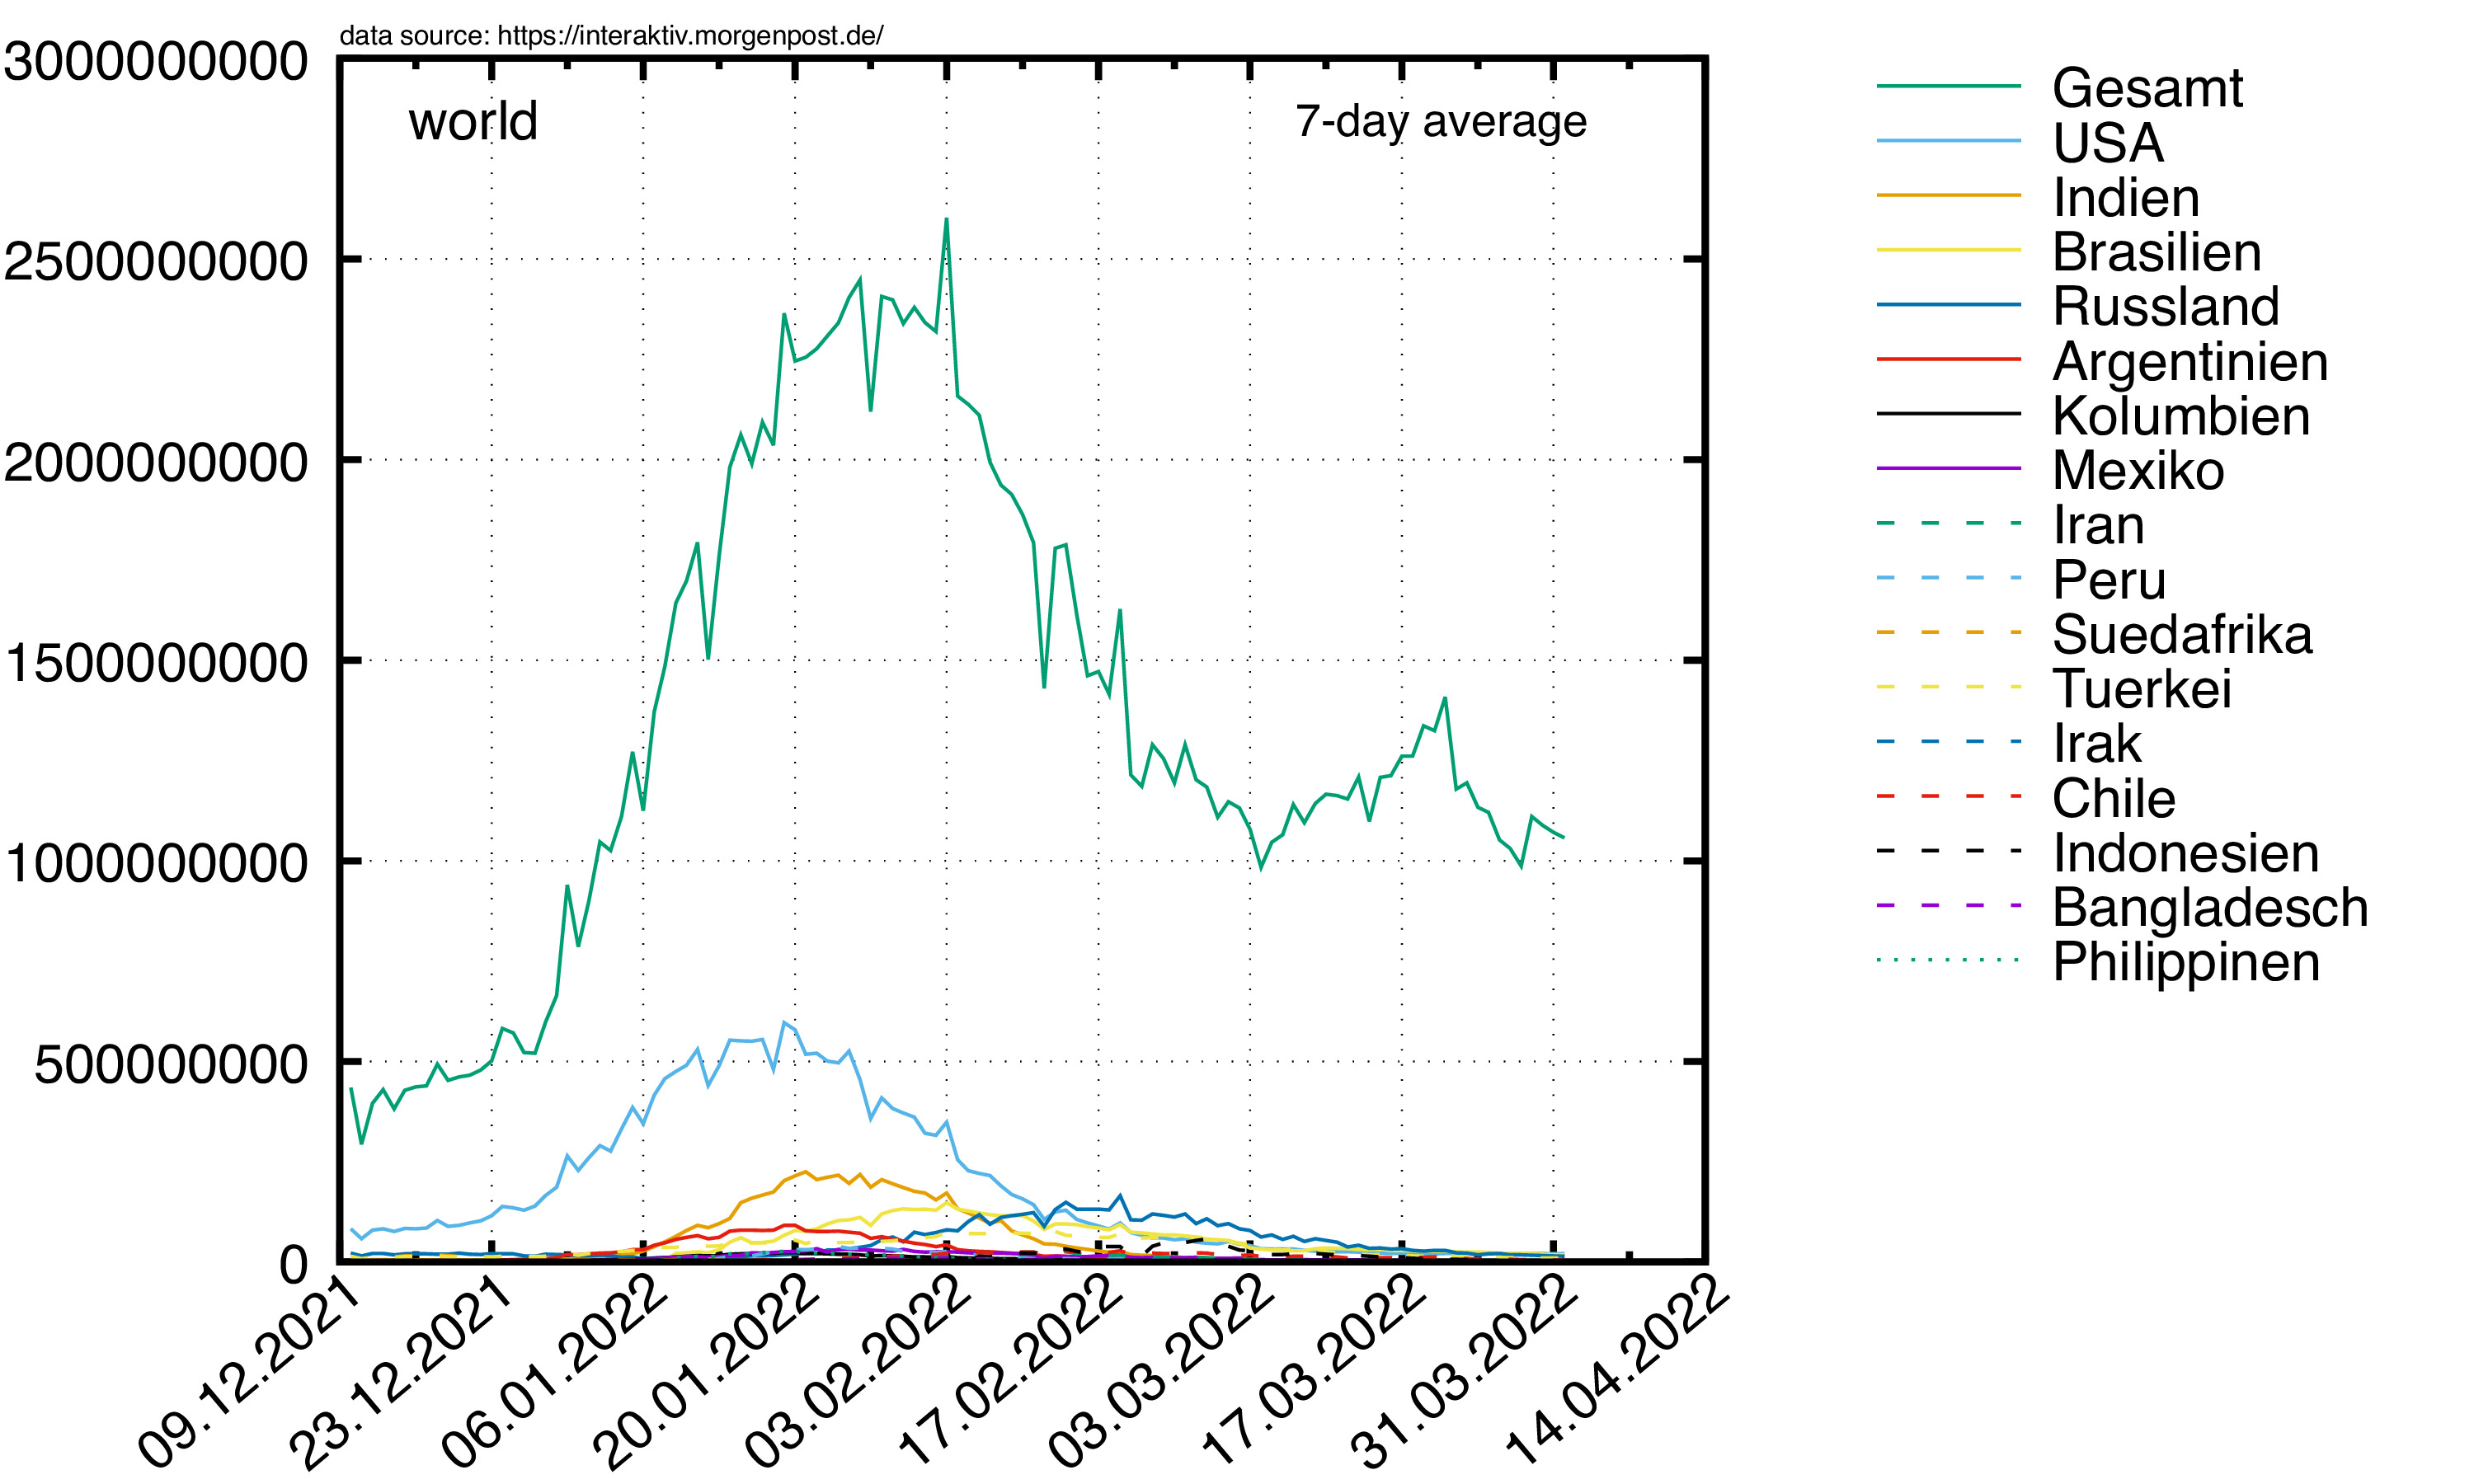 data source: https://interaktiv.morgenpost.de/
3000000000
2500000000
2000000000
1500000000
1000000000
500000000
0
world
7-day average
09.12.2021
23.12.2021
06.01.2022
20.01.2022
03.02.2022
17.02.2022
03.03.2022
17.03.2022
31.03.2022
14.04.2022
Gesamt
USA
Indien
Brasilien
Russland
Argentinien
Kolumbien
Mexiko
Iran
Peru
Suedafrika
Tuerkei
Irak
Chile
Indonesien
Bangladesch
Philippinen